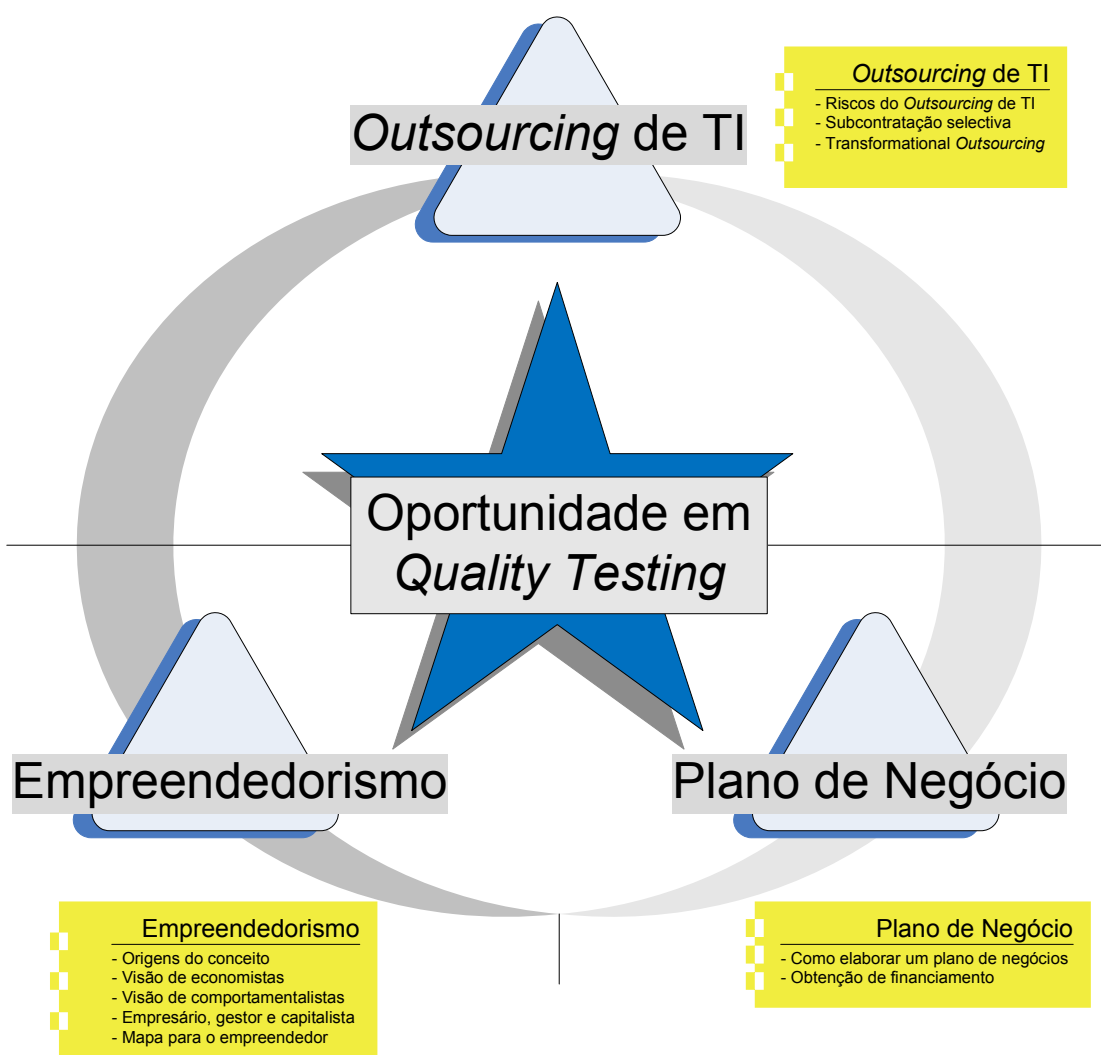 Outsourcing de TI
Outsourcing de TI
- Riscos do Outsourcing de TI
- Subcontratação selectiva
- Transformational Outsourcing
Oportunidade em
Quality Testing
Empreendedorismo
Plano de Negócio
Empreendedorismo
- Origens do conceito
- Visão de economistas
- Visão de comportamentalistas
- Empresário, gestor e capitalista
- Mapa para o empreendedor
Plano de Negócio
- Como elaborar um plano de negócios
- Obtenção de financiamento